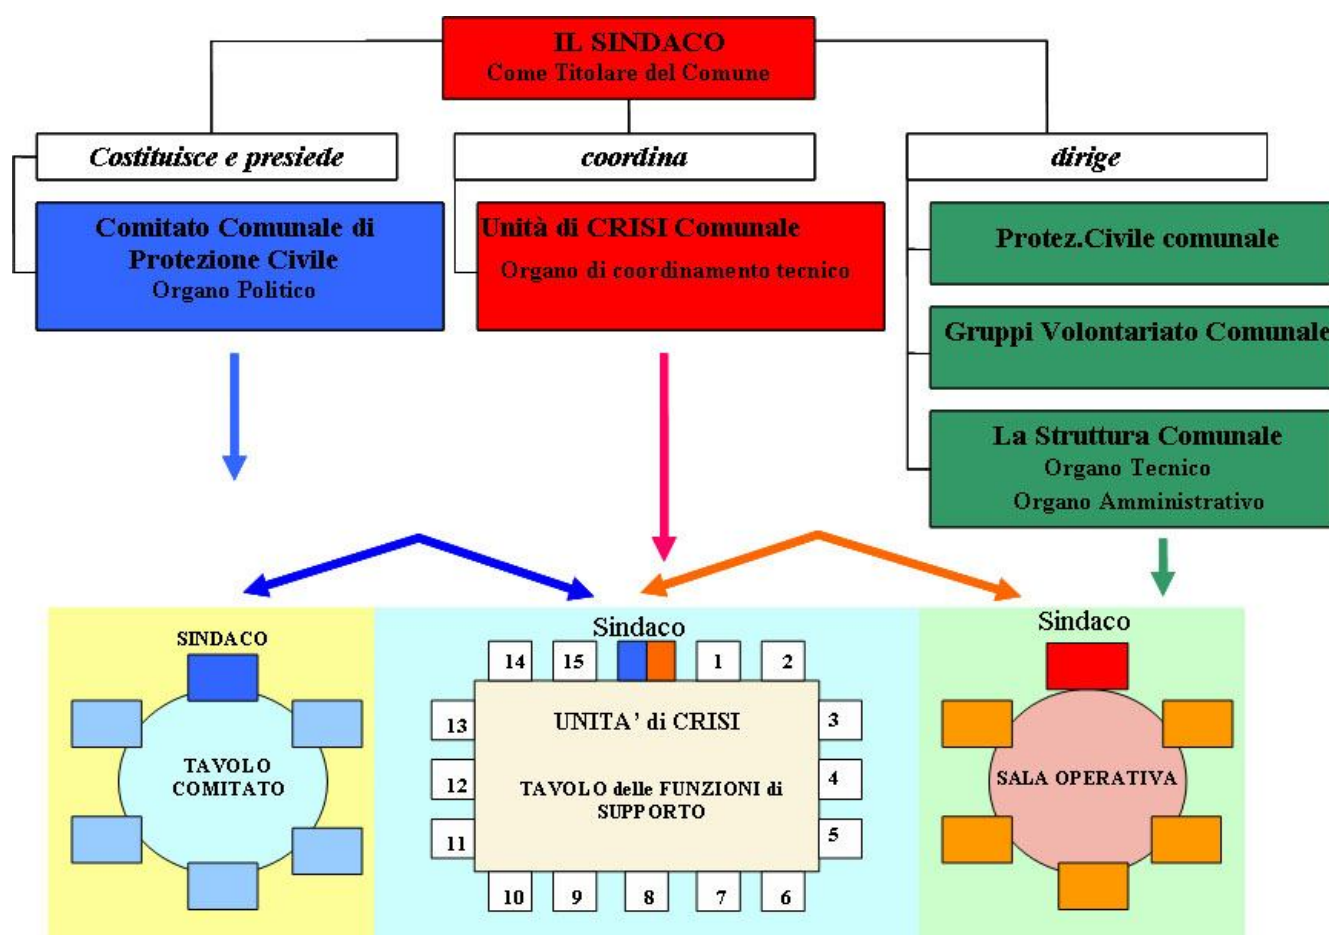 IL SINDACO
Come Titolare del Comune
Costituisce e presiede
coordina
dirige
Comitato Comunale di
Protezione Civile
Organo Politico
Unità di CRISI Comunale
Organo di coordinamento tecnico
Protez.Civile comunale
Gruppi Volontariato Comunale
La Struttura Comunale
Organo Tecnico
Organo Amministrativo
SINDACO
TAVOLO
COMITATO
Sindaco
14
15
1
2
13
3
12
4
11
5
10
9
8
7
6
UNITA' di CRISI
TAVOLO delle FUNZIONI di
SUPPORTO
Sindaco
SALA OPERATIVA